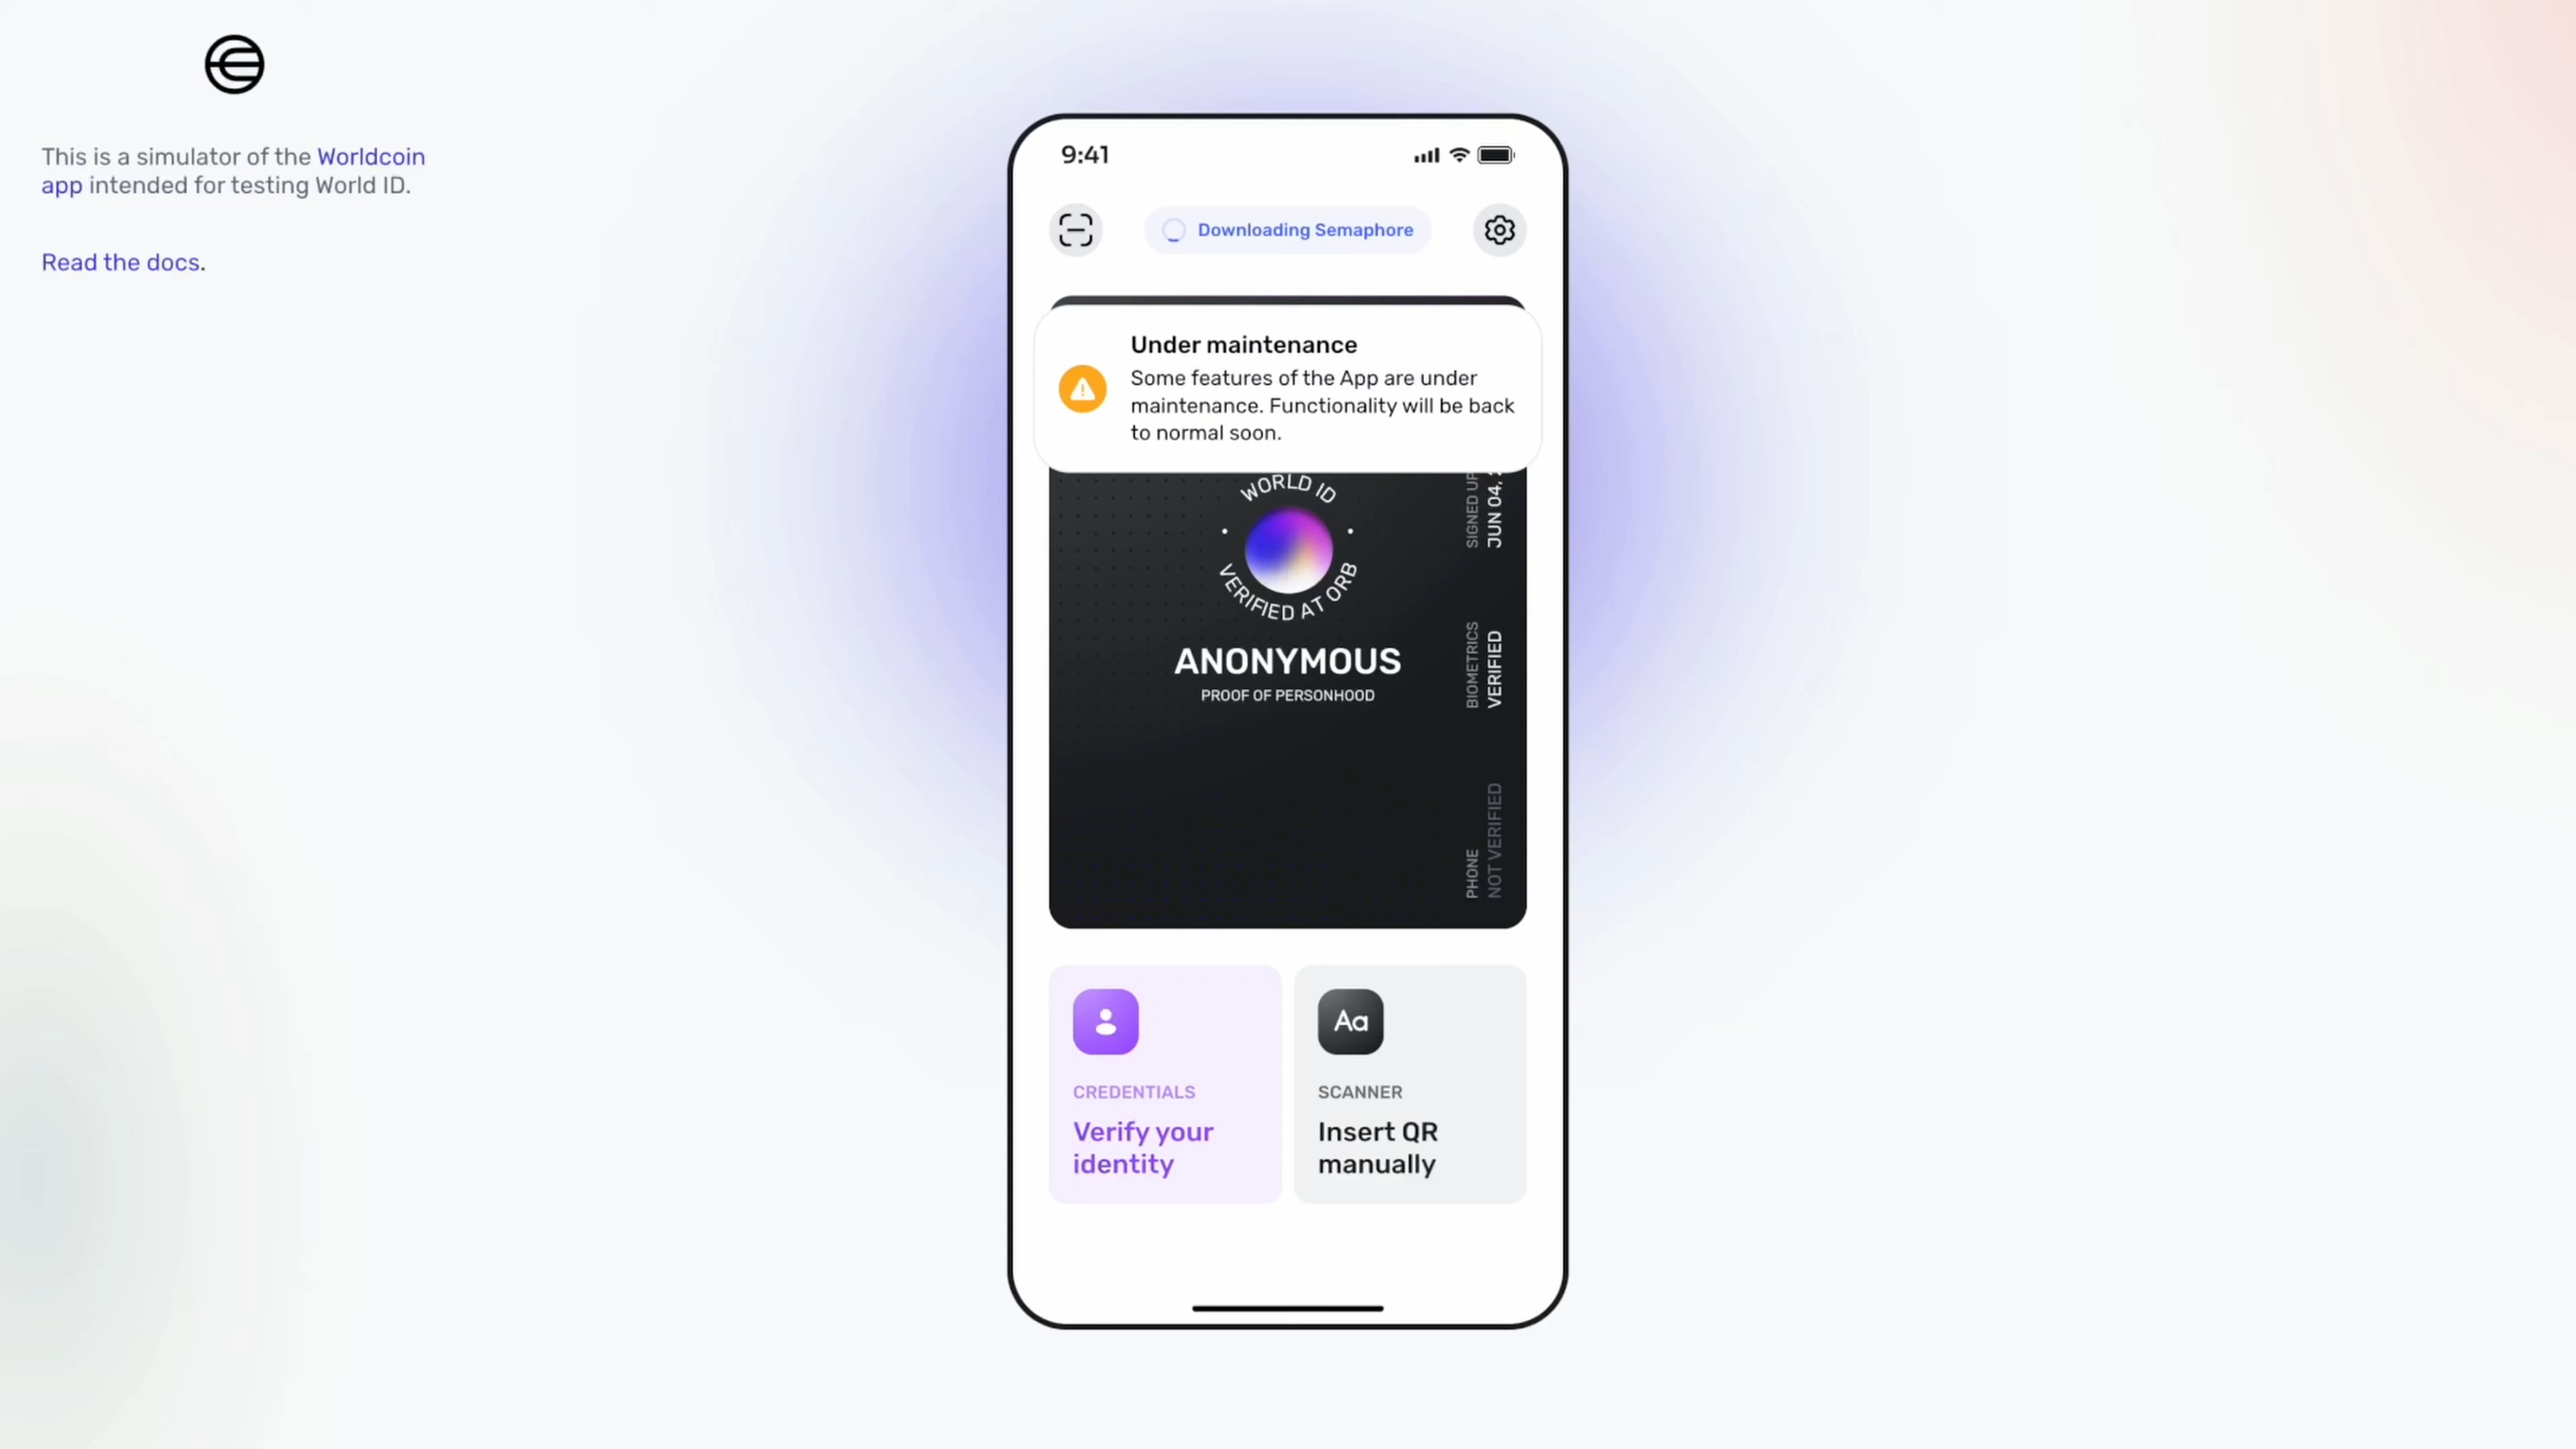 This is a simulator of the Worldcoin
app intended for testing World ID.
Read the docs.
9:41
Downloading Semaphore
Under maintenance
Some features of the App are under
maintenance. Functionality will be back
to normal soon.
WORLD ID
VERIFIED AT ORB
ANONYMOUS
PROOF OF PERSONHOOD
SIGNED UP
JUN 04,
BIOMETRICS
VERIFIED
PHONE
NOT VERIFIED
CREDENTIALS
Verify your
identity
Aa
SCANNER
Insert QR
manually